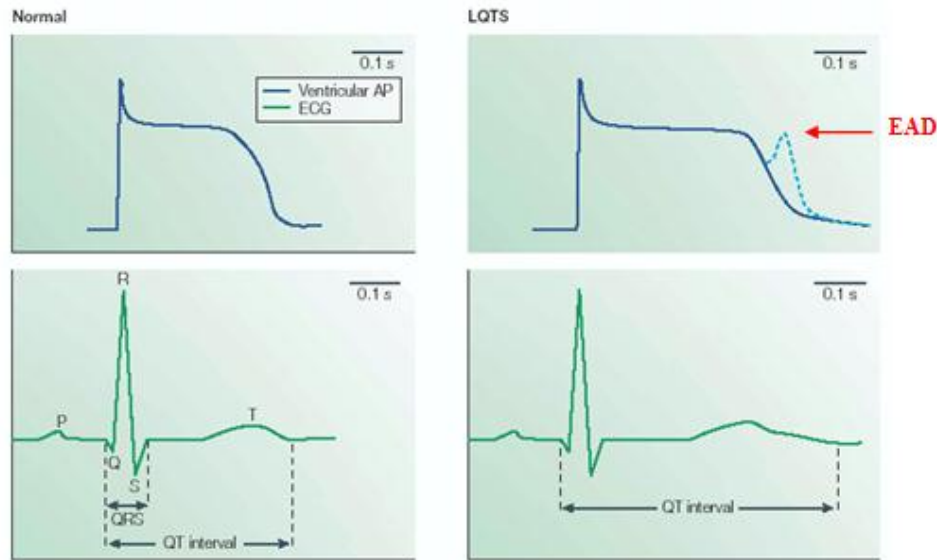 Normal
LQTS
0.1 s
Ventricular AP
ECG
0.1 s
EAD
R
0.1 s
P
T
Q
S
QRS
QT interval
0.1 s
QT interval